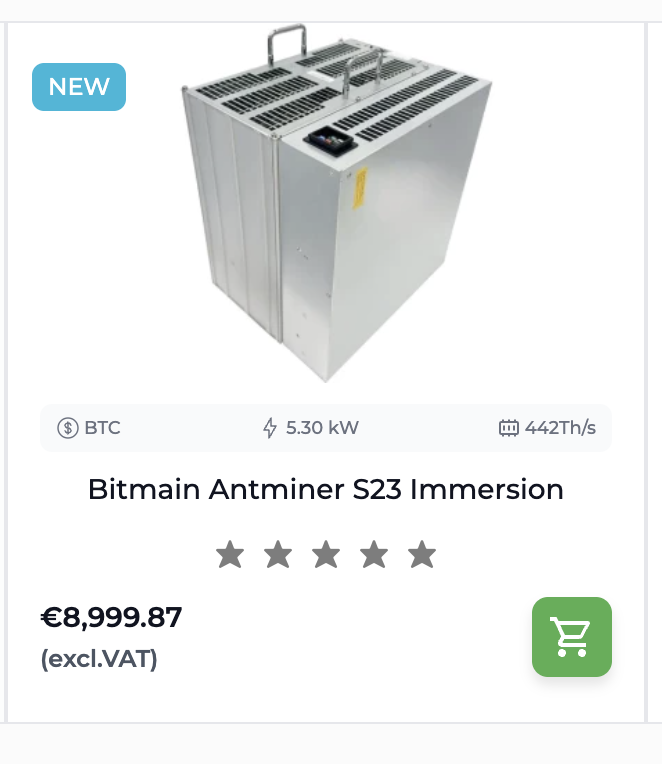 NEW
BTC 5.30 kW 442Th/s
Bitmain Antminer S23 Immersion
€8,999.87
(excl.VAT)